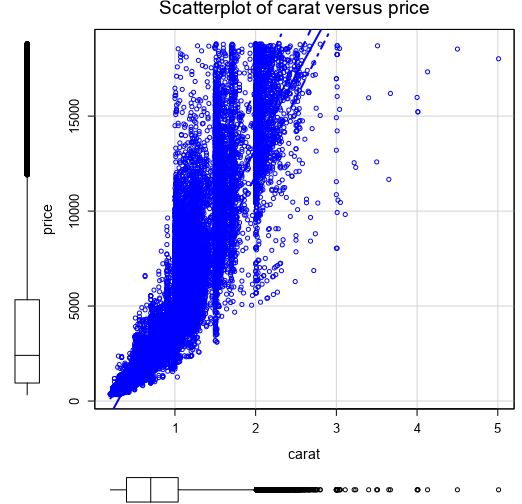 Scatterplot of carat versus price
15000
10000
5000
0
price
1 2 3 4 5
carat